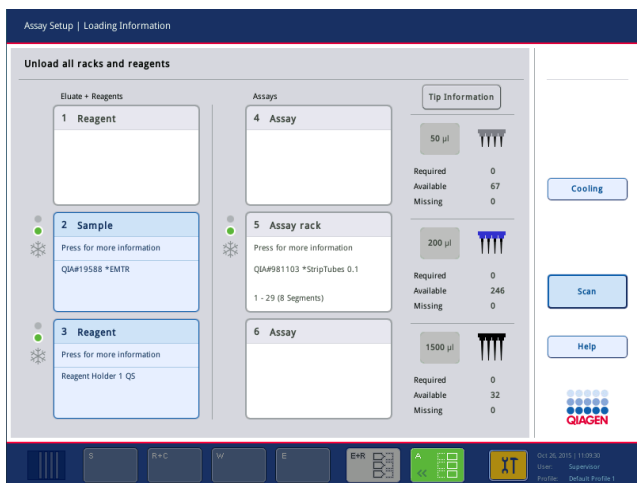 Assay Setup | Loading Information
Unload all racks and reagents
Eluate + Reagents
Assays
Tip Information
1 Reagent
4 Assay
50 µl
Required 0
Available 67
Missing 0
Cooling
2 Sample
Press for more information
QIA#19588 *EMTR
5 Assay rack
Press for more information
QIA#981103 *StripTubes 0.1
1 - 29 (8 Segments)
200 µl
Required 0
Available 246
Missing 0
Scan
3 Reagent
Press for more information
Reagent Holder 1 QS
6 Assay
1500 µl
Required 0
Available 32
Missing 0
Help
QIAGEN
S
R+C
W
E
E+R
A
Oct 26, 2015 | 11:09:30
User: Supervisor
Profile: Default Profile 1